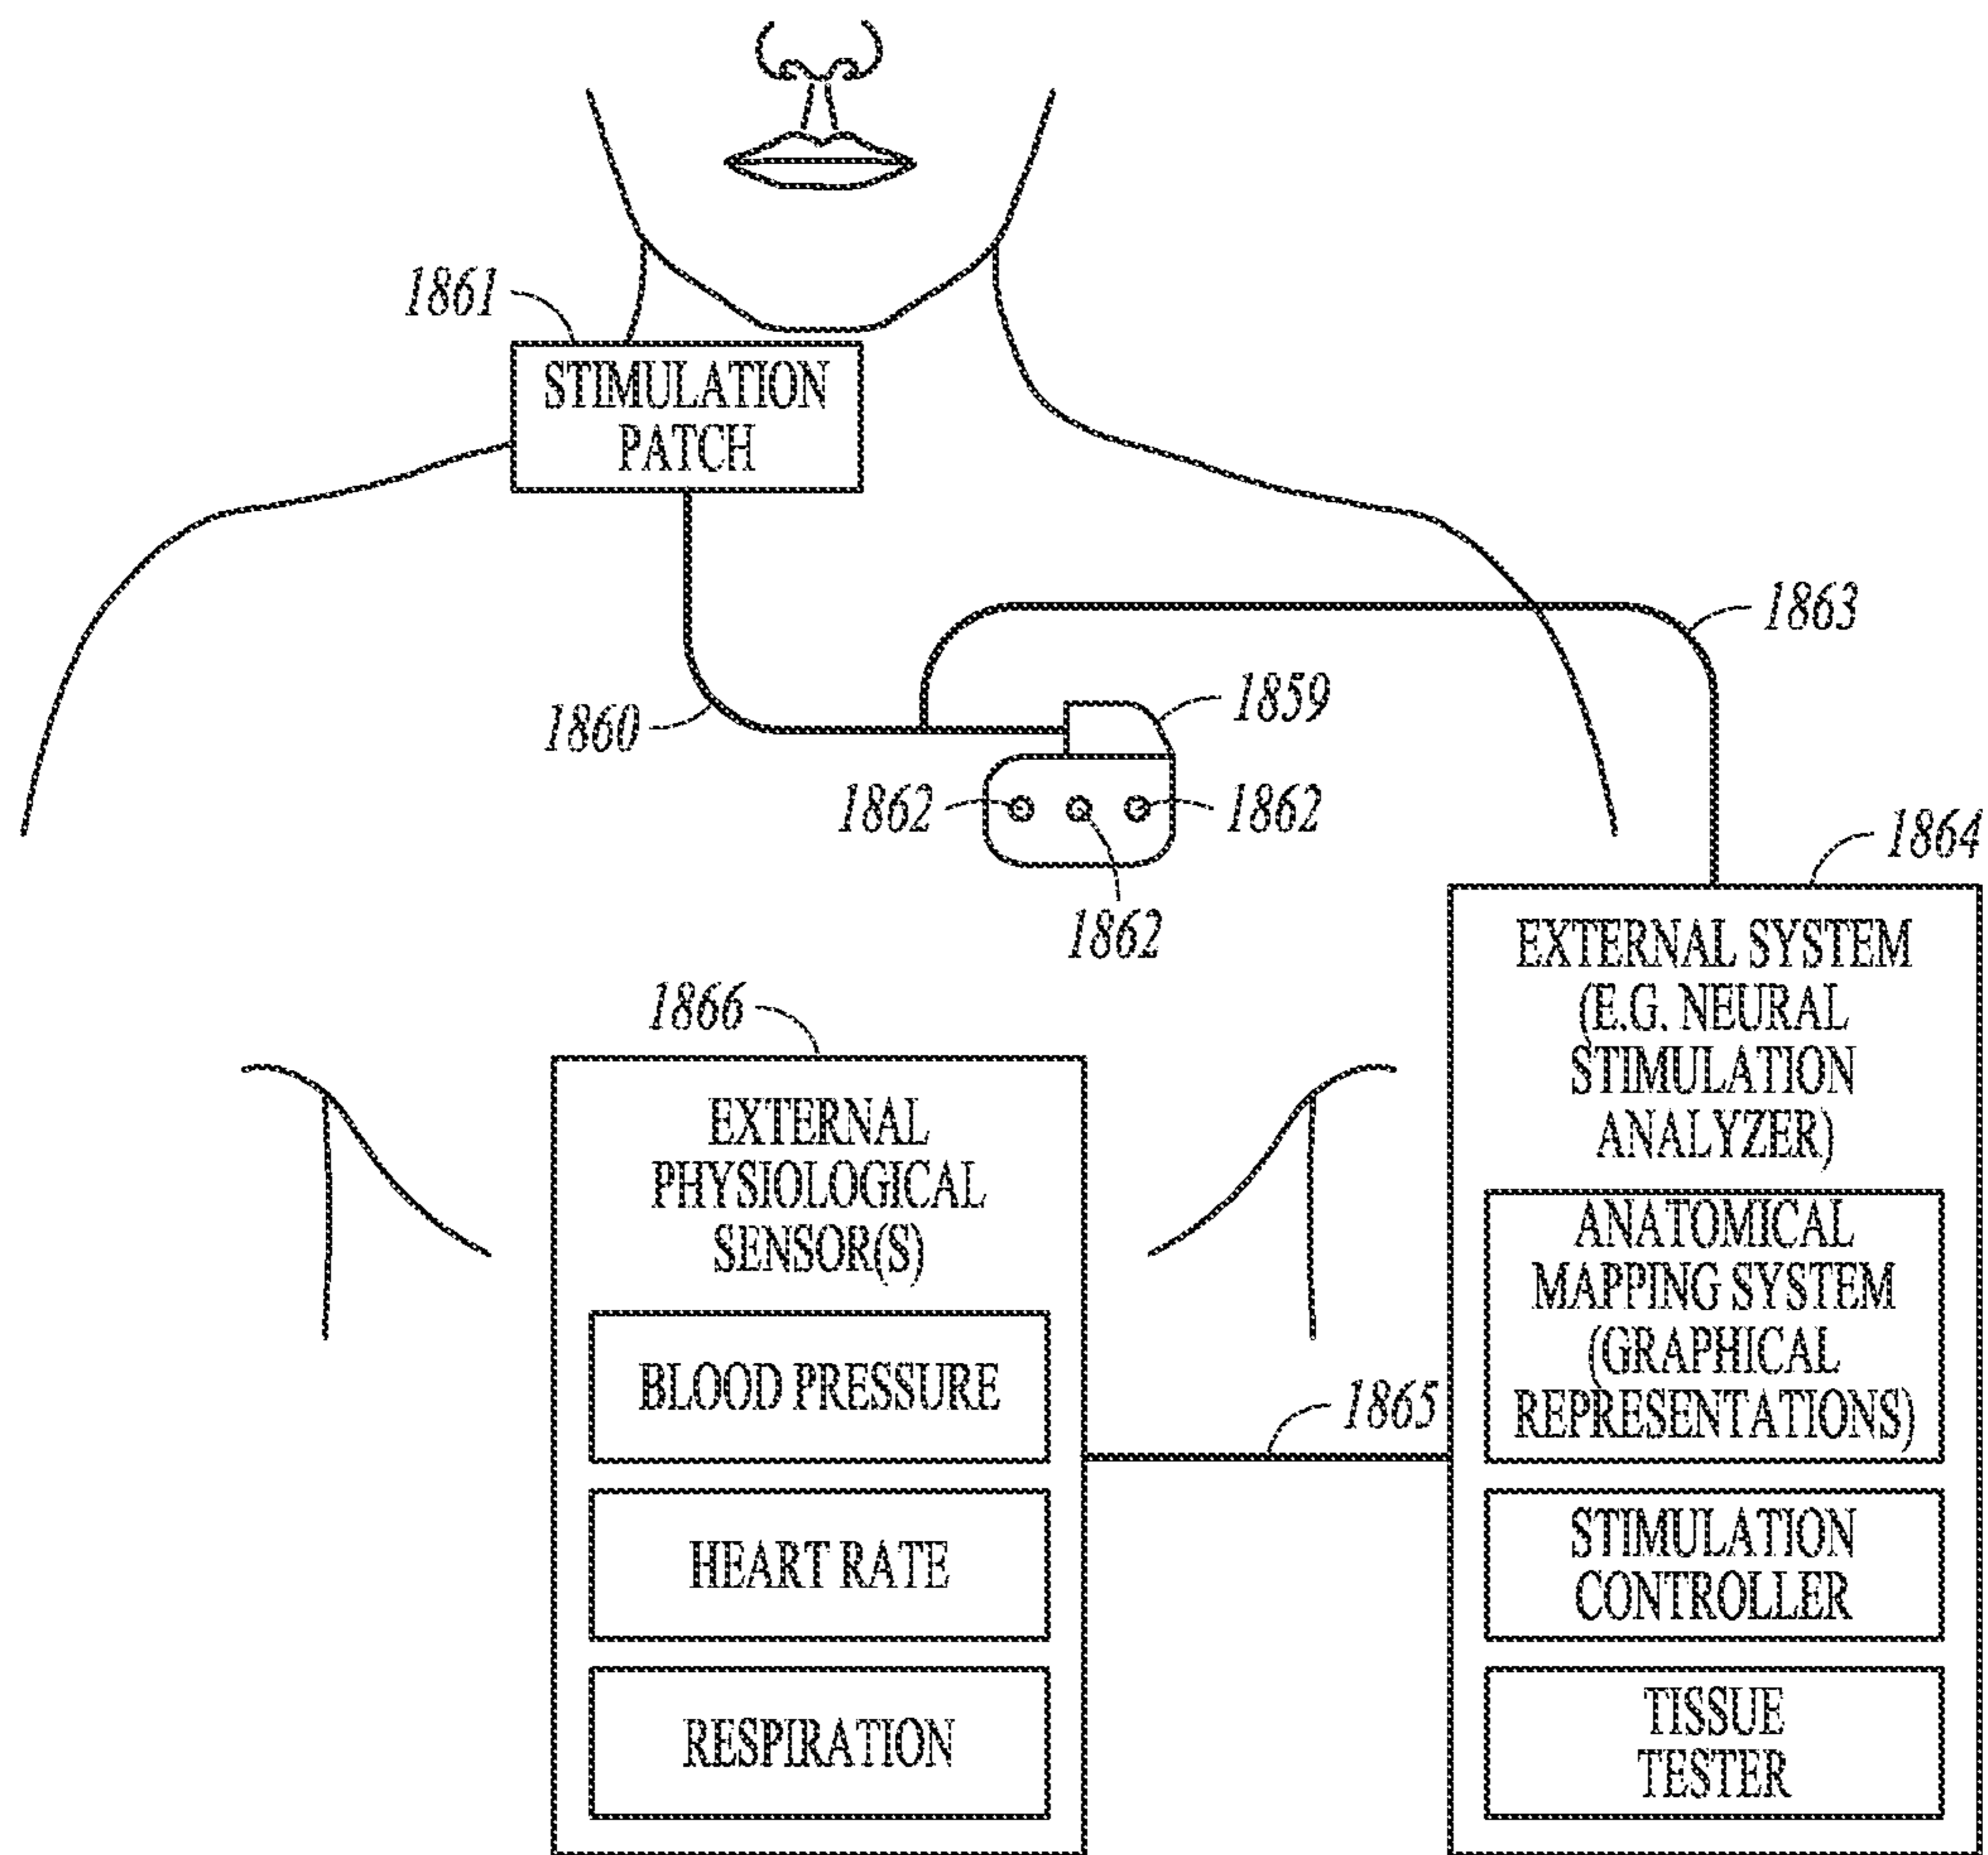 1861
STIMULATION
PATCH
1863
1859
1860
1862
1862
1862
1864
EXTERNAL SYSTEM
(E.G. NEURAL
STIMULATION
ANALYZER)
ANATOMICAL
MAPPING SYSTEM
(GRAPHICAL
REPRESENTATIONS)
STIMULATION
CONTROLLER
TISSUE
TESTER
1866
EXTERNAL
PHYSIOLOGICAL
SENSOR(S)
BLOOD PRESSURE
HEART RATE
RESPIRATION
1865